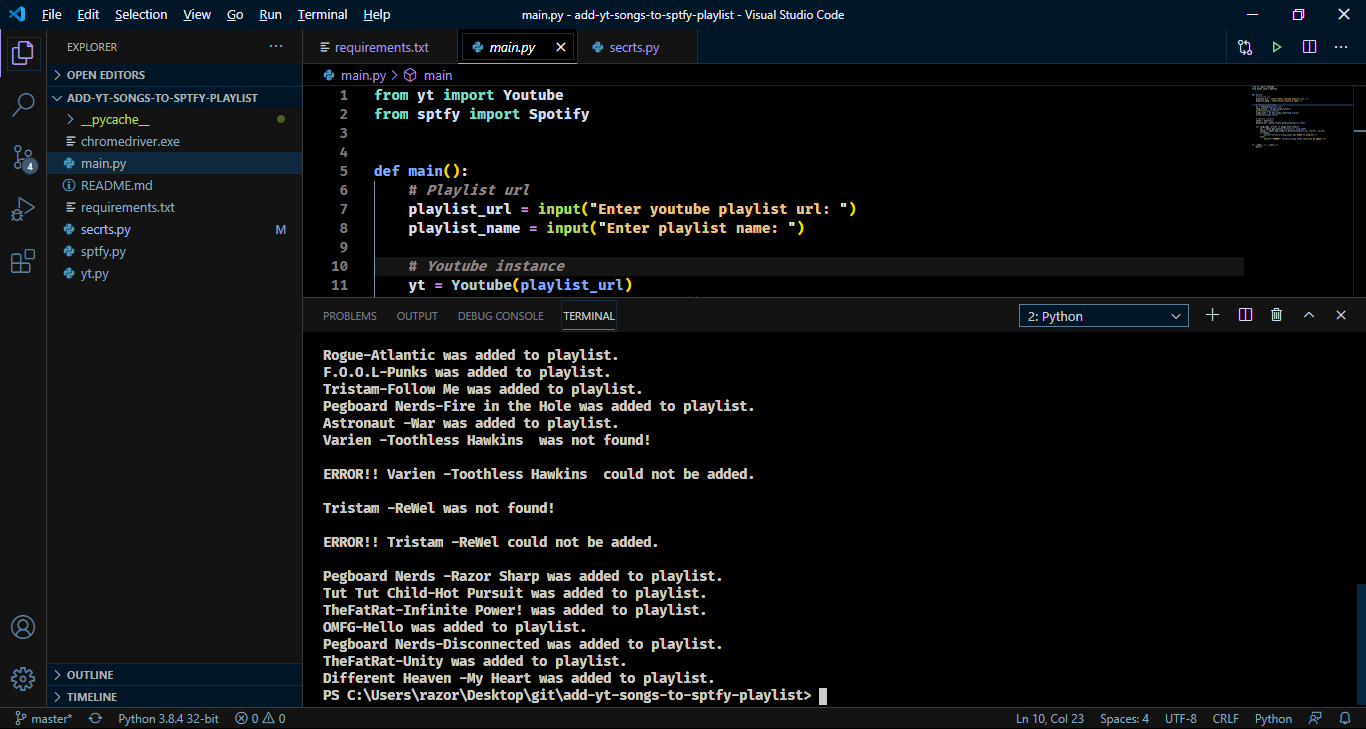 File Edit Selection View Go Run Terminal Help
main.py - add-yt-songs-to-sptfy-playlist - Visual Studio Code
EXPLORER
OPEN EDITORS
ADD-YT-SONGS-TO-SPTFY-PLAYLIST
__pycache__
chromedriver.exe
main.py
README.md
requirements.txt
secrts.py M
sptfy.py
yt.py
4
OUTLINE
TIMELINE
requirements.txt main.py secrts.py
main.py > main
1 from yt import Youtube
2 from sptfy import Spotify
3
4
5 def main():
6 # Playlist url
7 playlist_url = input("Enter youtube playlist url: ")
8 playlist_name = input("Enter playlist name: ")
9
10 # Youtube instance
11 yt = Youtube(playlist_url)
PROBLEMS OUTPUT DEBUG CONSOLE TERMINAL
2: Python
Rogue-Atlantic was added to playlist.
F.O.O.L-Punks was added to playlist.
Tristam-Follow Me was added to playlist.
Pegboard Nerds-Fire in the Hole was added to playlist.
Astronaut -War was added to playlist.
Varien -Toothless Hawkins  was not found!
ERROR!! Varien -Toothless Hawkins  could not be added.
Tristam -ReWel was not found!
ERROR!! Tristam -ReWel could not be added.
Pegboard Nerds -Razor Sharp was added to playlist.
Tut Tut Child-Hot Pursuit was added to playlist.
TheFatRat-Infinite Power! was added to playlist.
OMFG-Hello was added to playlist.
Pegboard Nerds-Disconnected was added to playlist.
TheFatRat-Unity was added to playlist.
Different Heaven -My Heart was added to playlist.
PS C:\Users\razor\Desktop\git\add-yt-songs-to-sptfy-playlist>
master* Python 3.8.4 32-bit 0 0 Ln 10, Col 23 Spaces: 4 UTF-8 CRLF Python